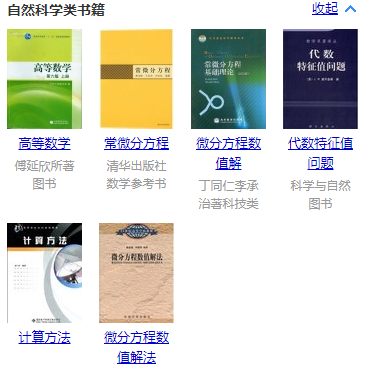 自然科学类书籍
收起
高等数学
第六版 上册
常微分方程
常微分方程
基础理论
代数
特征值问题
高等数学
常微分方程
微分方程数
值解
代数特征值
问题
傅延欣所著
图书
清华出版社
数学参考书
丁同仁李承
治著科技类
科学与自然
图书
计算方法
微分方程数值解法
计算方法
微分方程数
值解法